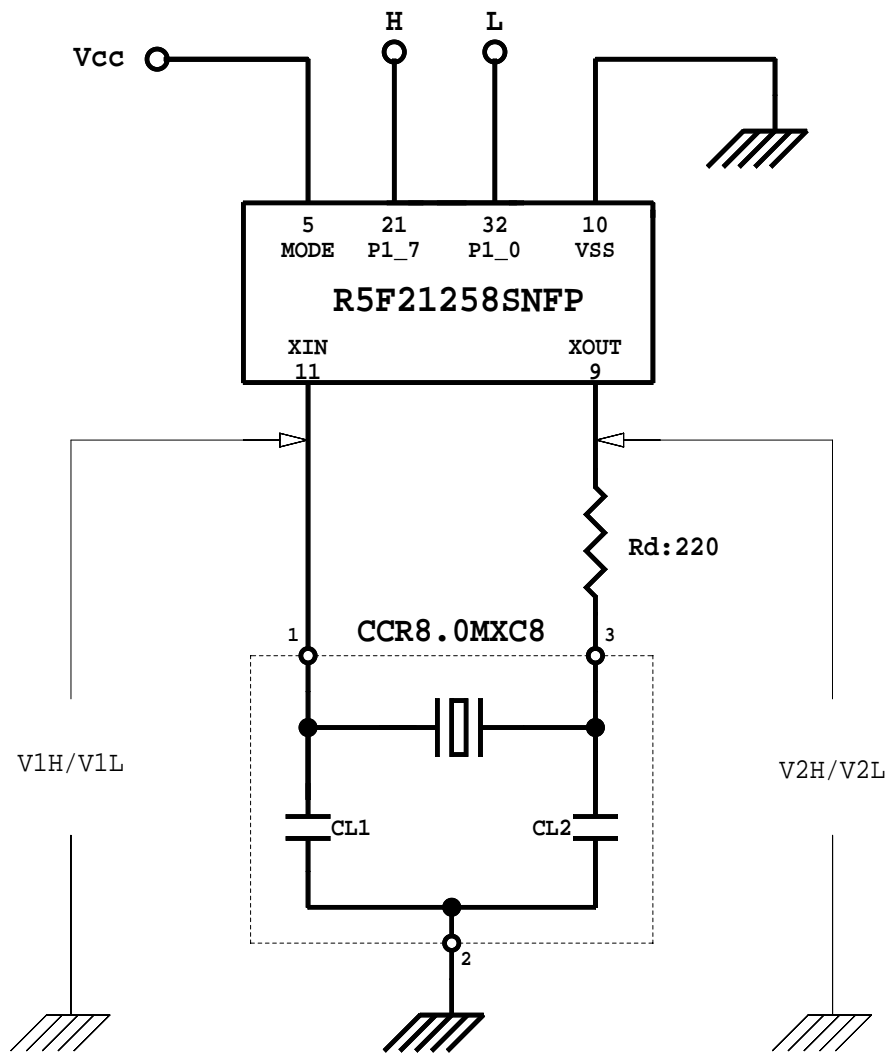 H L
Vcc
5 21 32 10
MODE P1_7 P1_0 VSS
R5F21258SNFP
XIN XOUT
11 9
Rd:220
1 CCR8.0MXC8 3
V1H/V1L V2H/V2L
CL1 CL2
2